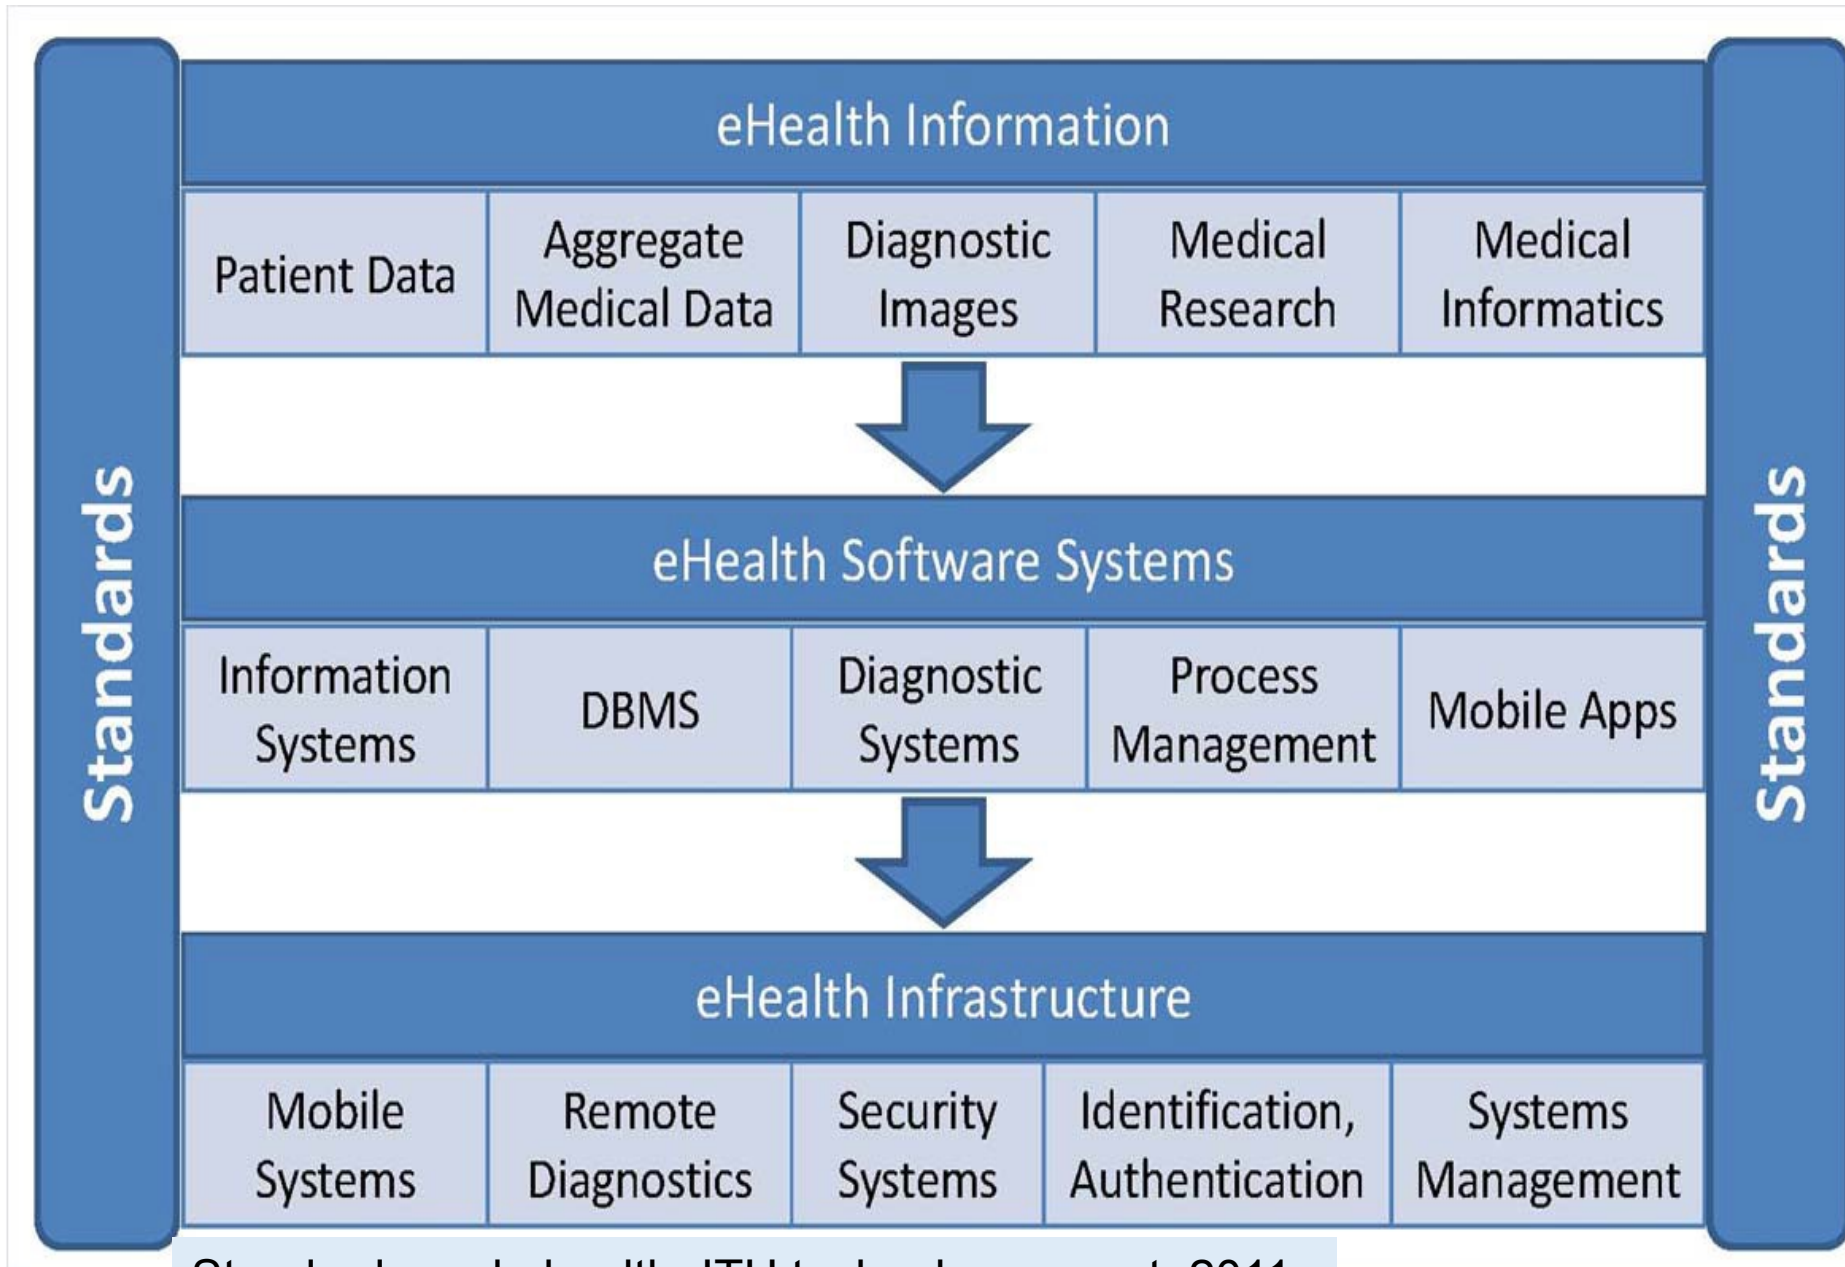 Standards
eHealth Information
Patient Data
Aggregate
Medical Data
Diagnostic
Images
Medical
Research
Medical
Informatics
eHealth Software Systems
Information
Systems
DBMS
Diagnostic
Systems
Process
Management
Mobile Apps
eHealth Infrastructure
Mobile
Systems
Remote
Diagnostics
Security
Systems
Identification,
Authentication
Systems
Management
Standards